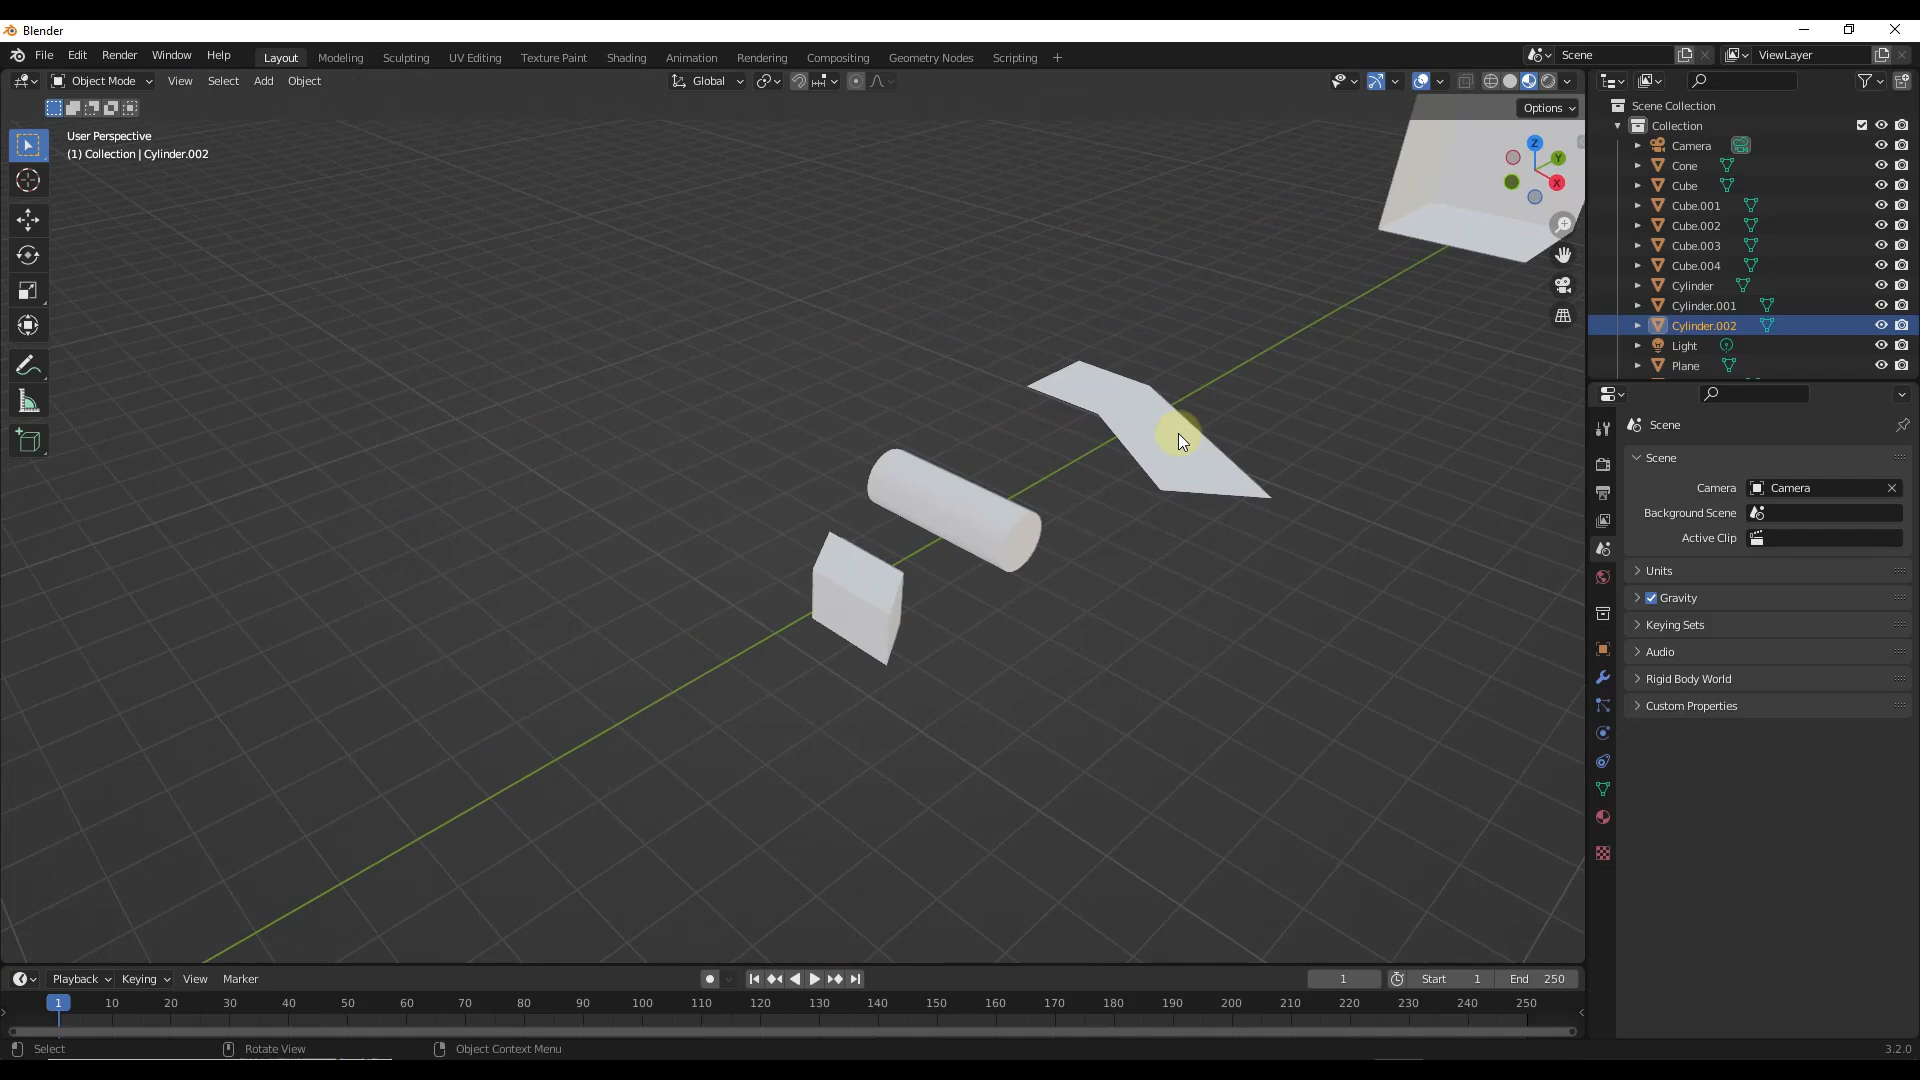 Blender
File Edit Render Window Help
Layout Modeling Sculpting UV Editing Texture Paint Shading Animation Rendering Compositing Geometry Nodes Scripting +
Scene ViewLayer
Object Mode View Select Add Object
Global
Options
User Perspective
(1) Collection | Cylinder.002
Z
Y
X
Scene Collection
Collection
Camera
Cone
Cube
Cube.001
Cube.002
Cube.003
Cube.004
Cylinder
Cylinder.001
Cylinder.002
Light
Plane
Scene
Scene
Camera Camera
Background Scene
Active Clip
Units
Gravity
Keying Sets
Audio
Rigid Body World
Custom Properties
Playback Keying View Marker
1 Start 1 End 250
1 10 20 30 40 50 60 70 80 90 100 110 120 130 140 150 160 170 180 190 200 210 220 230 240 250
Select Rotate View Object Context Menu 3.2.0